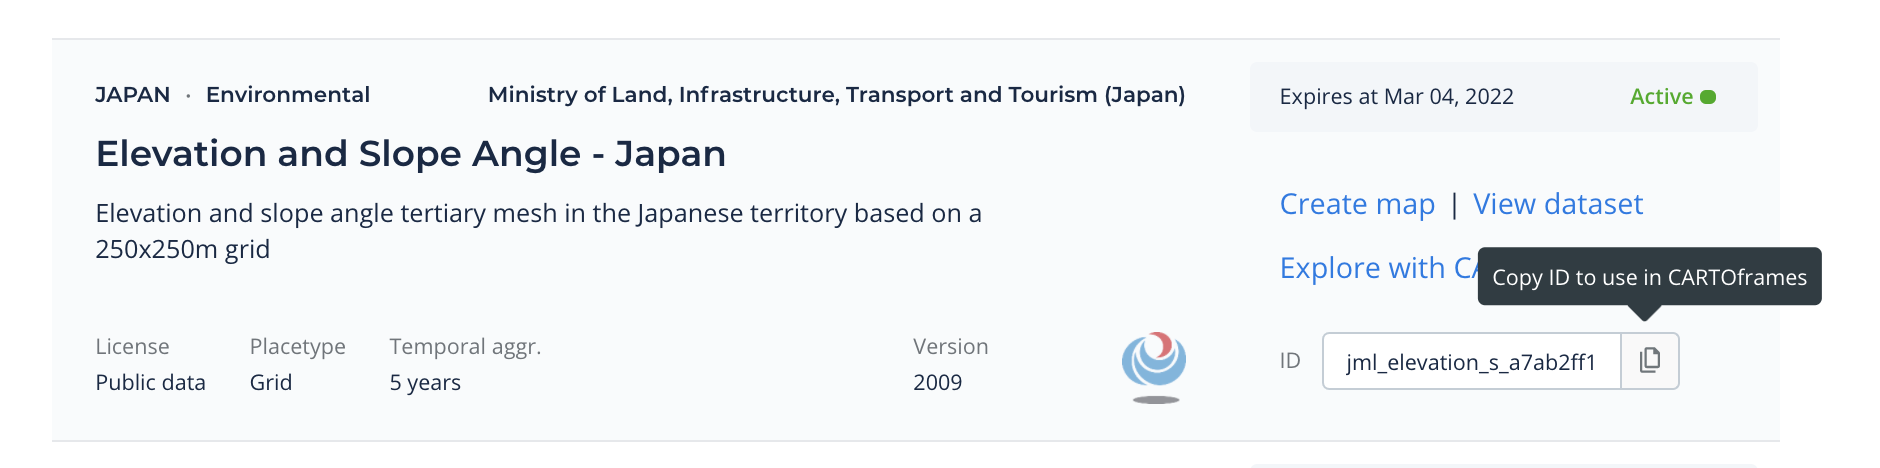 JAPAN · Environmental
Ministry of Land, Infrastructure, Transport and Tourism (Japan)
Elevation and Slope Angle - Japan
Elevation and slope angle tertiary mesh in the Japanese territory based on a
250x250m grid
License
Public data
Placetype
Grid
Temporal aggr.
5 years
Version
2009
Expires at Mar 04, 2022
Active
Create map | View dataset
Explore with
Copy ID to use in CARTOframes
ID
jml_elevation_s_a7ab2ff1